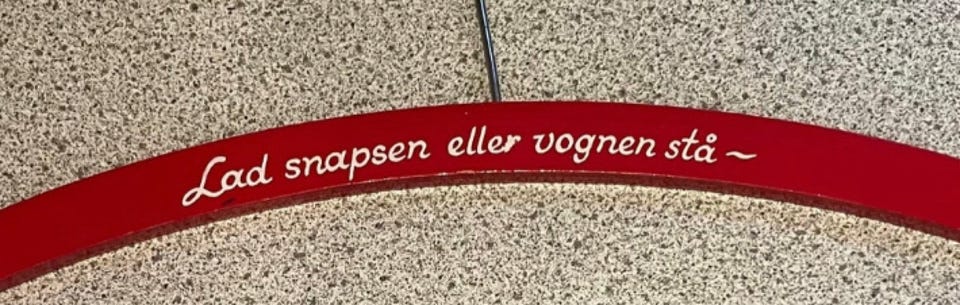 Lad snapsen eller vognen stå ~